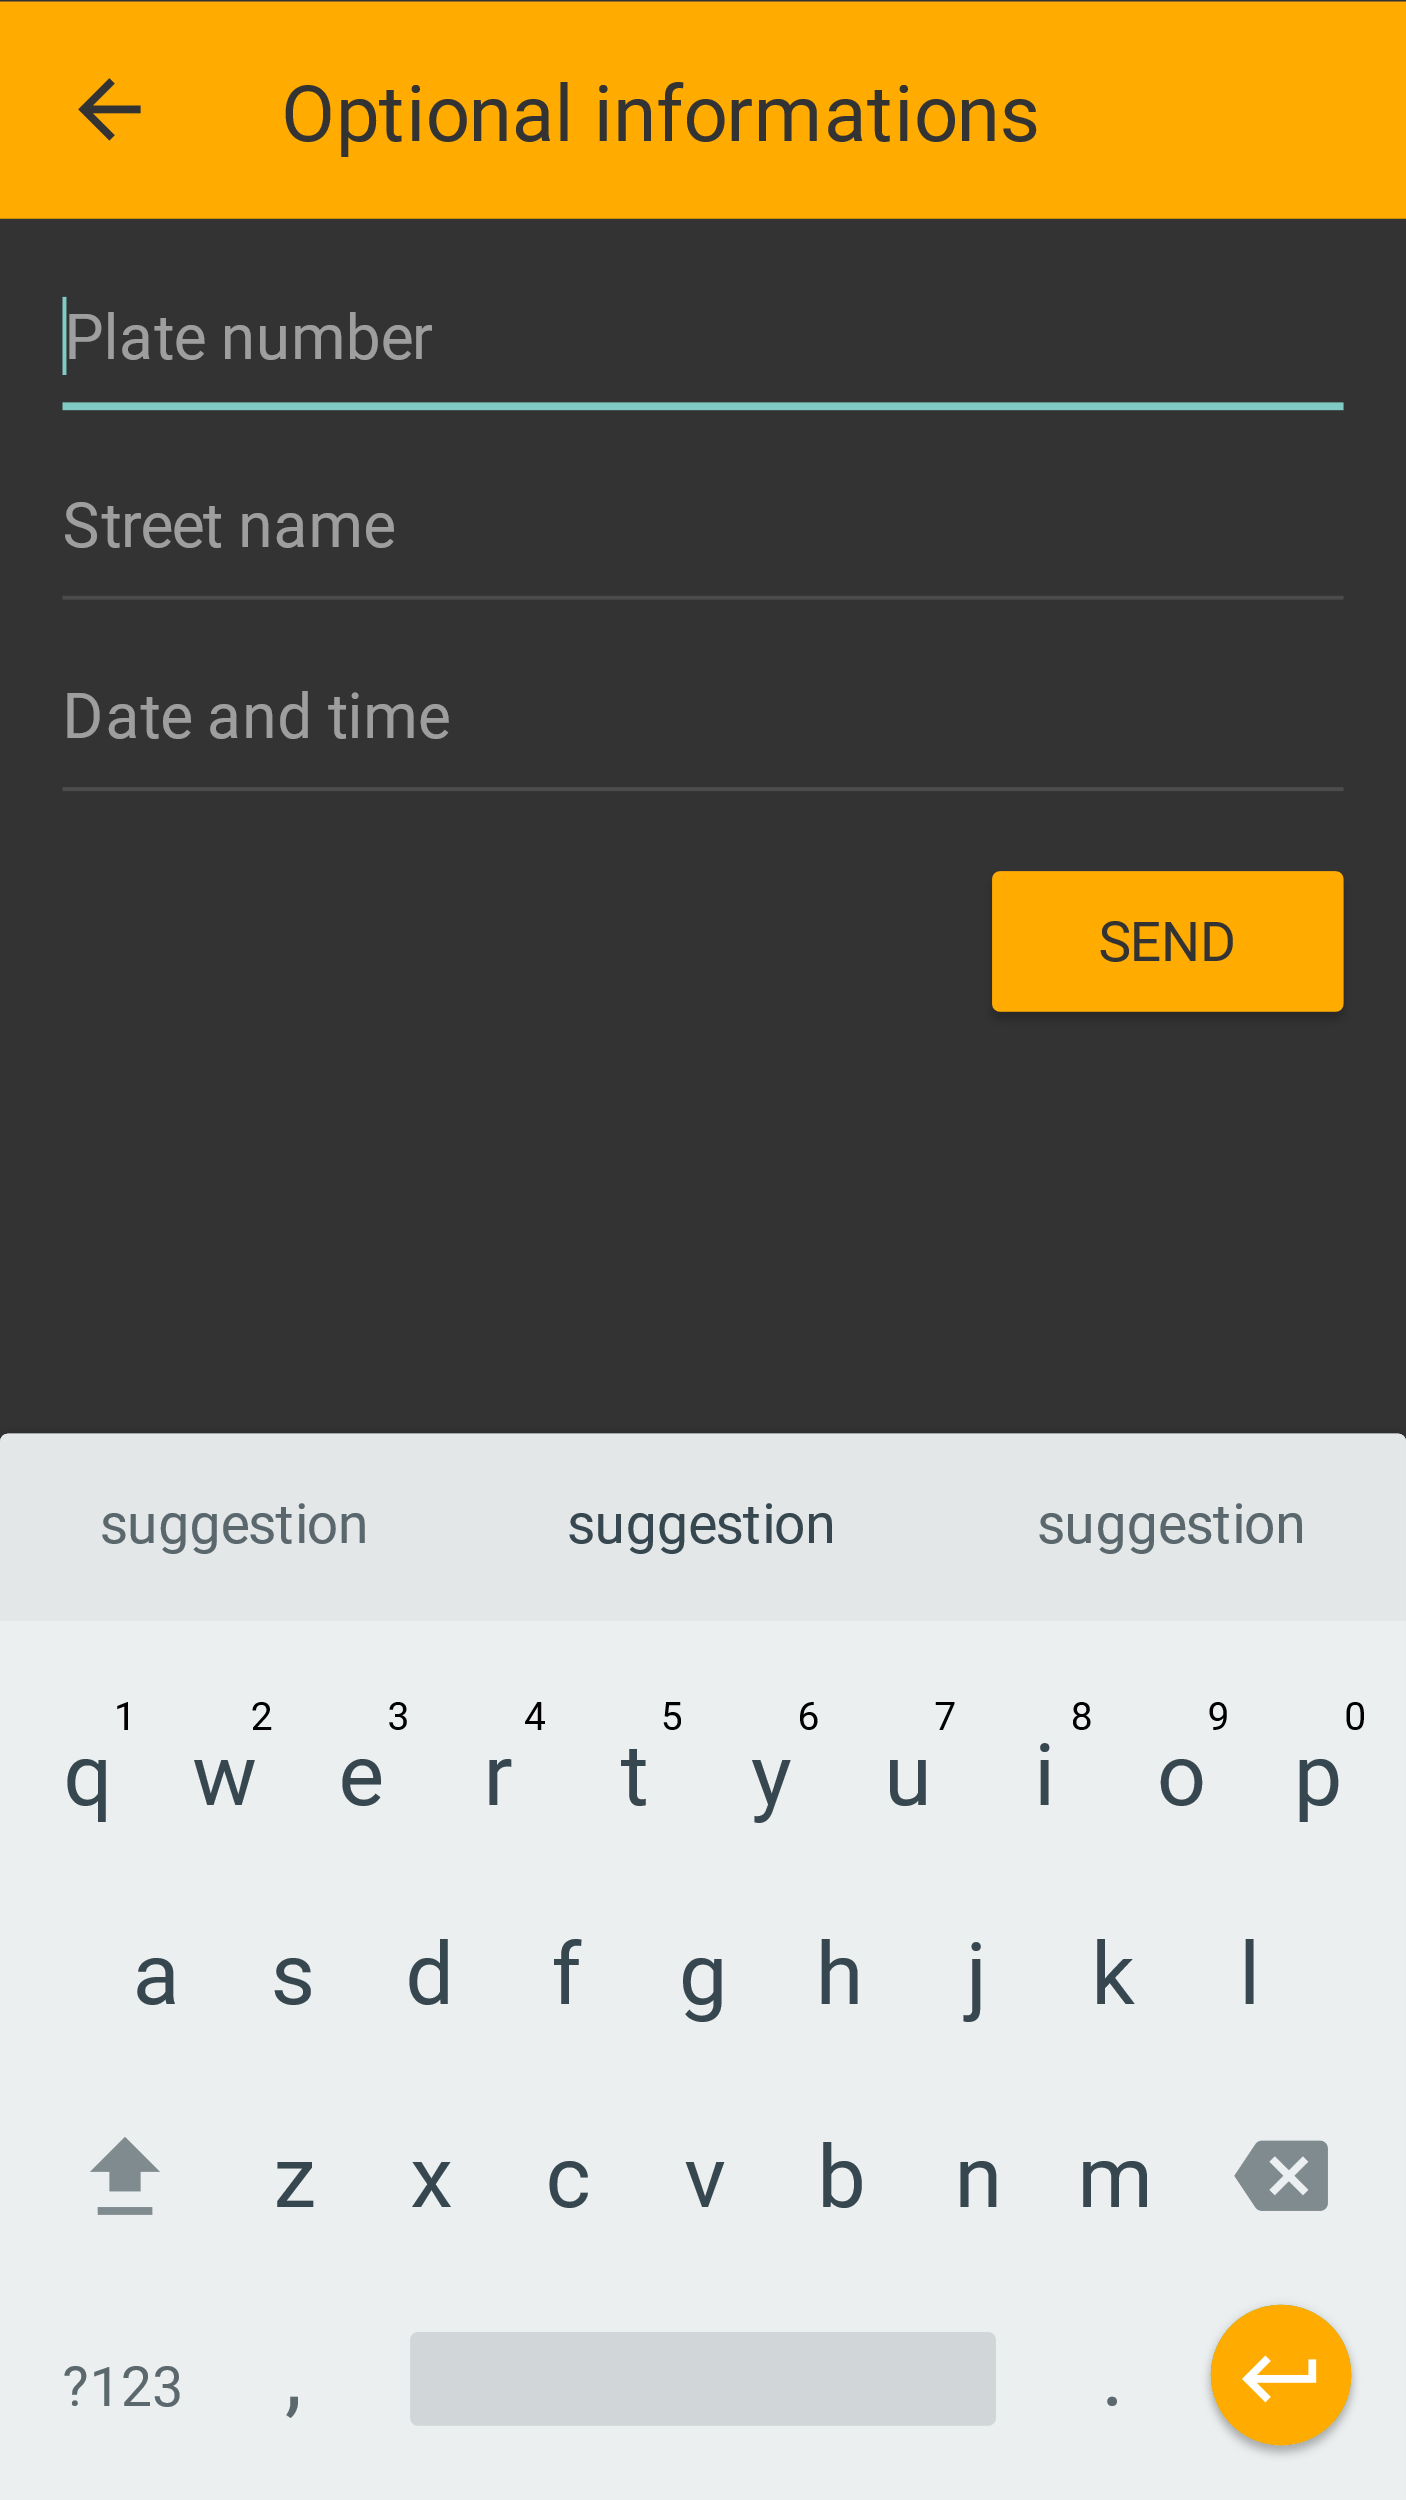 Optional informations
Plate number
Street name
Date and time
SEND
suggestion suggestion suggestion
1 2 3 4 5 6 7 8 9 0
q w e r t y u i o p
a s d f g h j k l
z x c v b n m
?123 , .